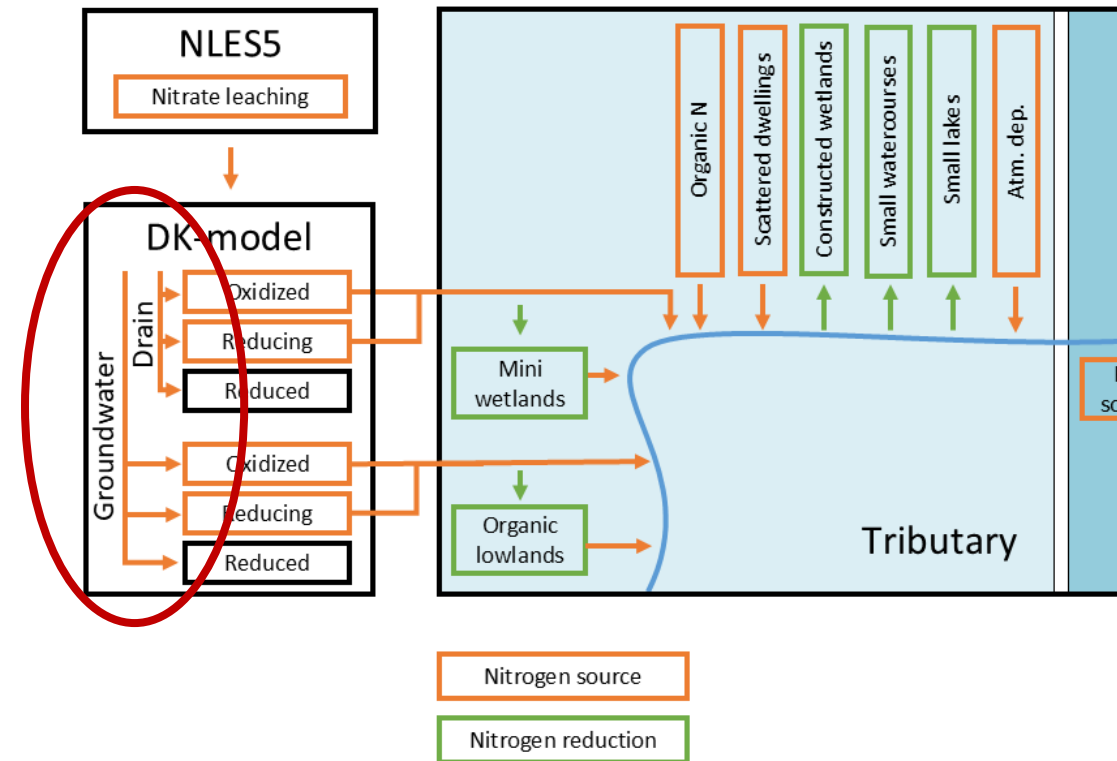 NLES5
Nitrate leaching
DK-model
Groundwater
Drain
Oxidized
Reducing
Reduced
Oxidized
Reducing
Reduced
Organic N
Scattered dwellings
Constructed wetlands
Small watercourses
Small lakes
Atm. dep.
Mini
wetlands
Organic
lowlands
Tributary
Nitrogen source
Nitrogen reduction